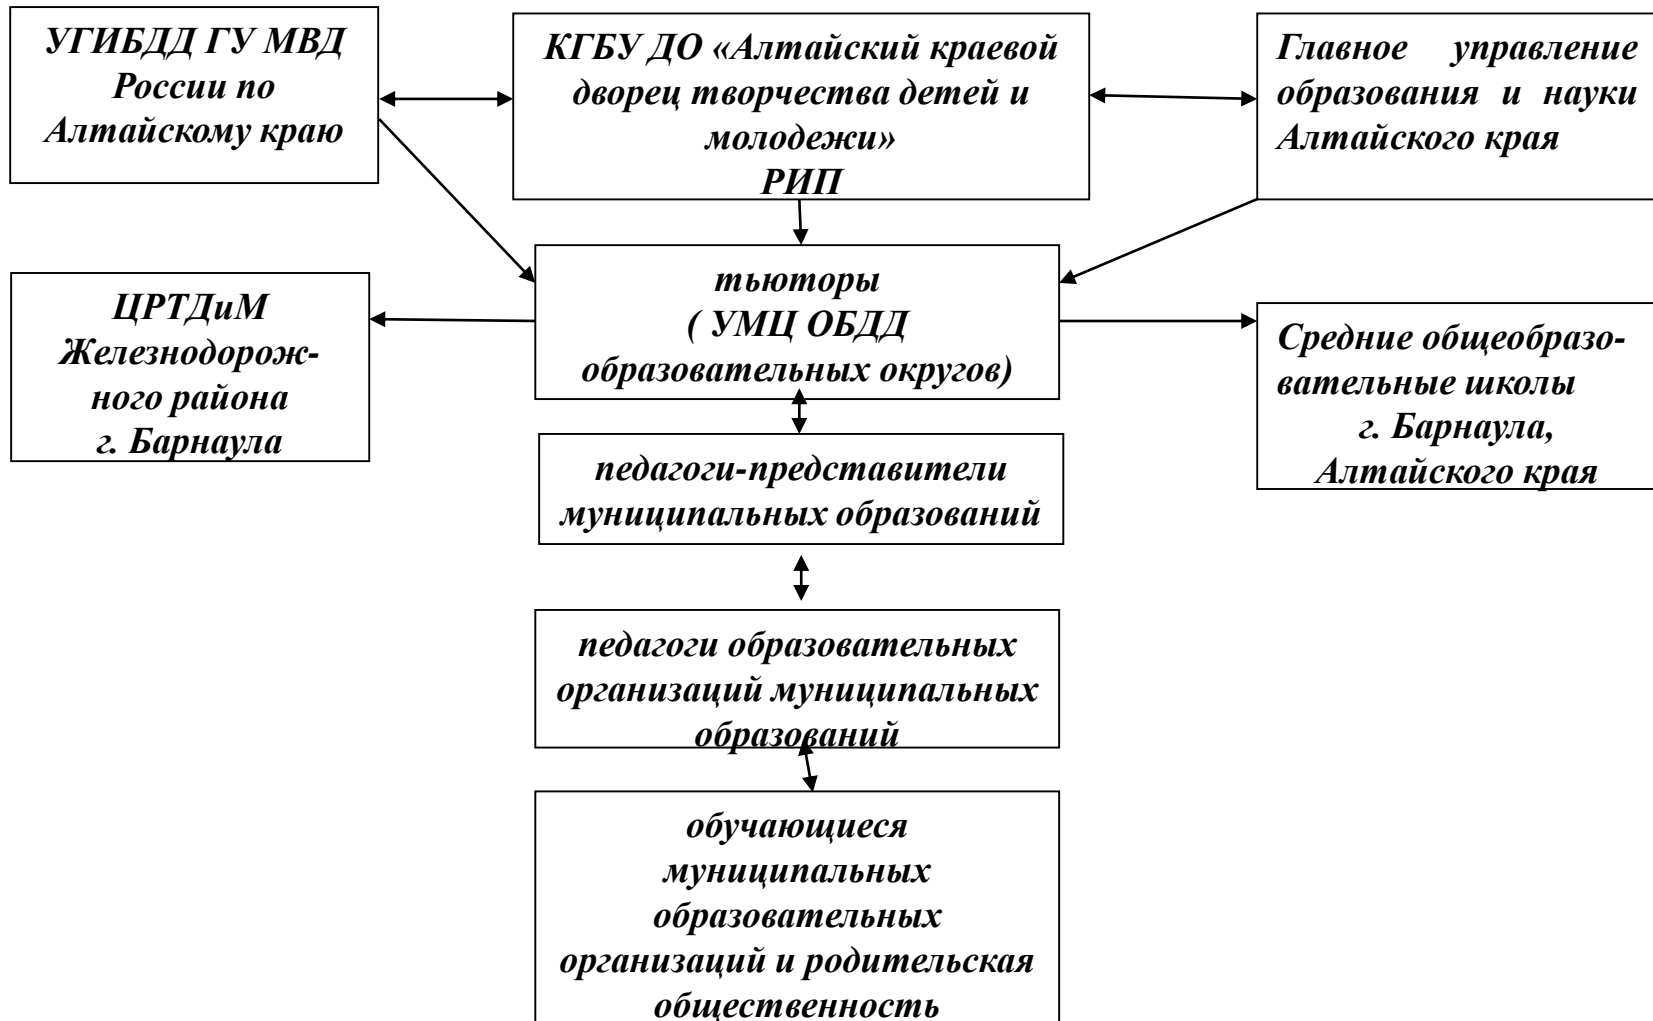 УГИБДД ГУ МВД
России по
Алтайскому краю
КГБУ ДО «Алтайский краевой
дворец творчества детей и
молодежи»
РИП
Главное управление
образования и науки
Алтайского края
тьюторы
( УМЦ ОБДД
образовательных округов)
ЦРТДиМ
Железнодорож-
ного района
г. Барнаула
Средние общеобразо-
вательные школы
г. Барнаула,
Алтайского края
педагоги-представители
муниципальных образований
педагоги образовательных
организаций муниципальных
образований
обучающиеся
муниципальных
образовательных
организаций и родительская
общественность